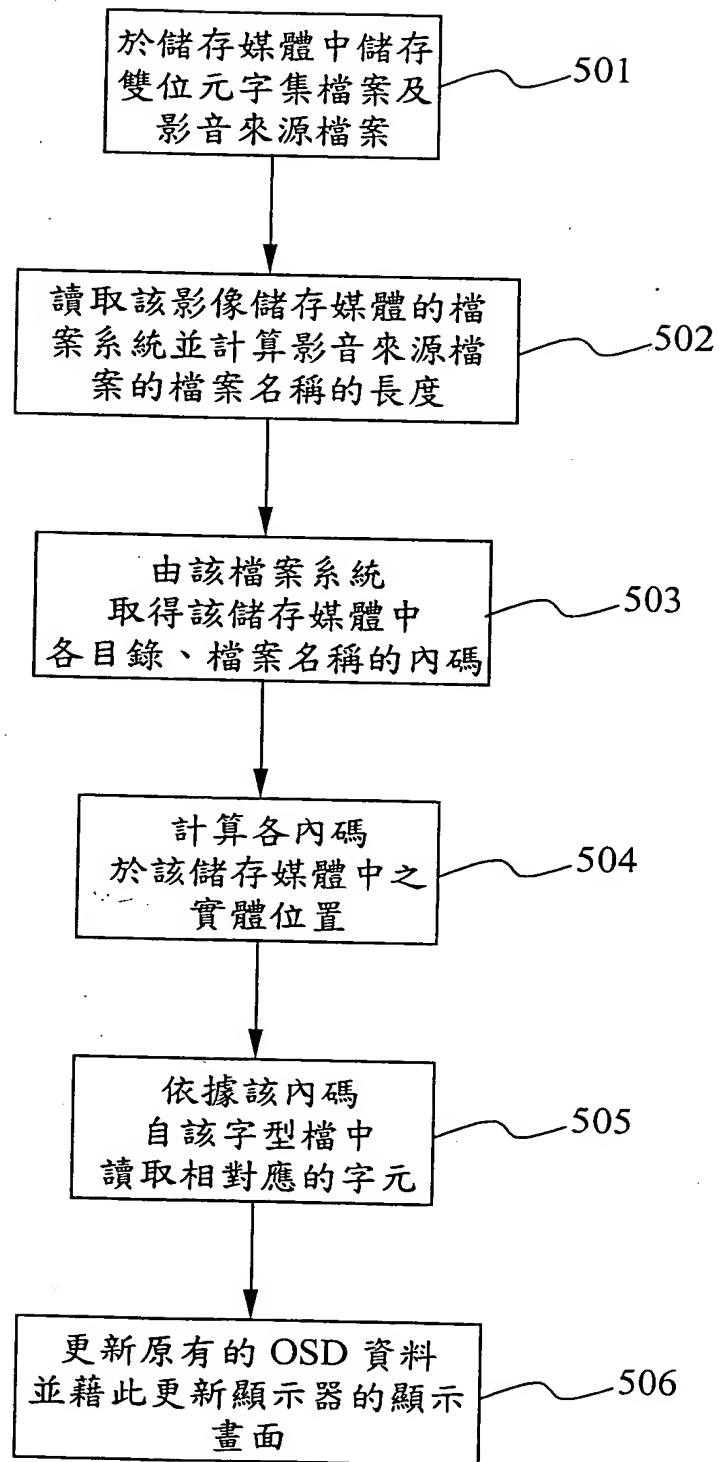 於儲存媒體中儲存
雙位元字集檔案及
影音來源檔案
501
讀取該影像儲存媒體的檔
案系統並計算影音來源檔
案的檔案名稱的長度
502
由該檔案系統
取得該儲存媒體中
各目錄、檔案名稱的內碼
503
計算各內碼
於該儲存媒體中之
實體位置
504
依據該內碼
自該字型檔中
讀取相對應的字元
505
更新原有的 OSD 資料
並藉此更新顯示器的顯示
畫面
506